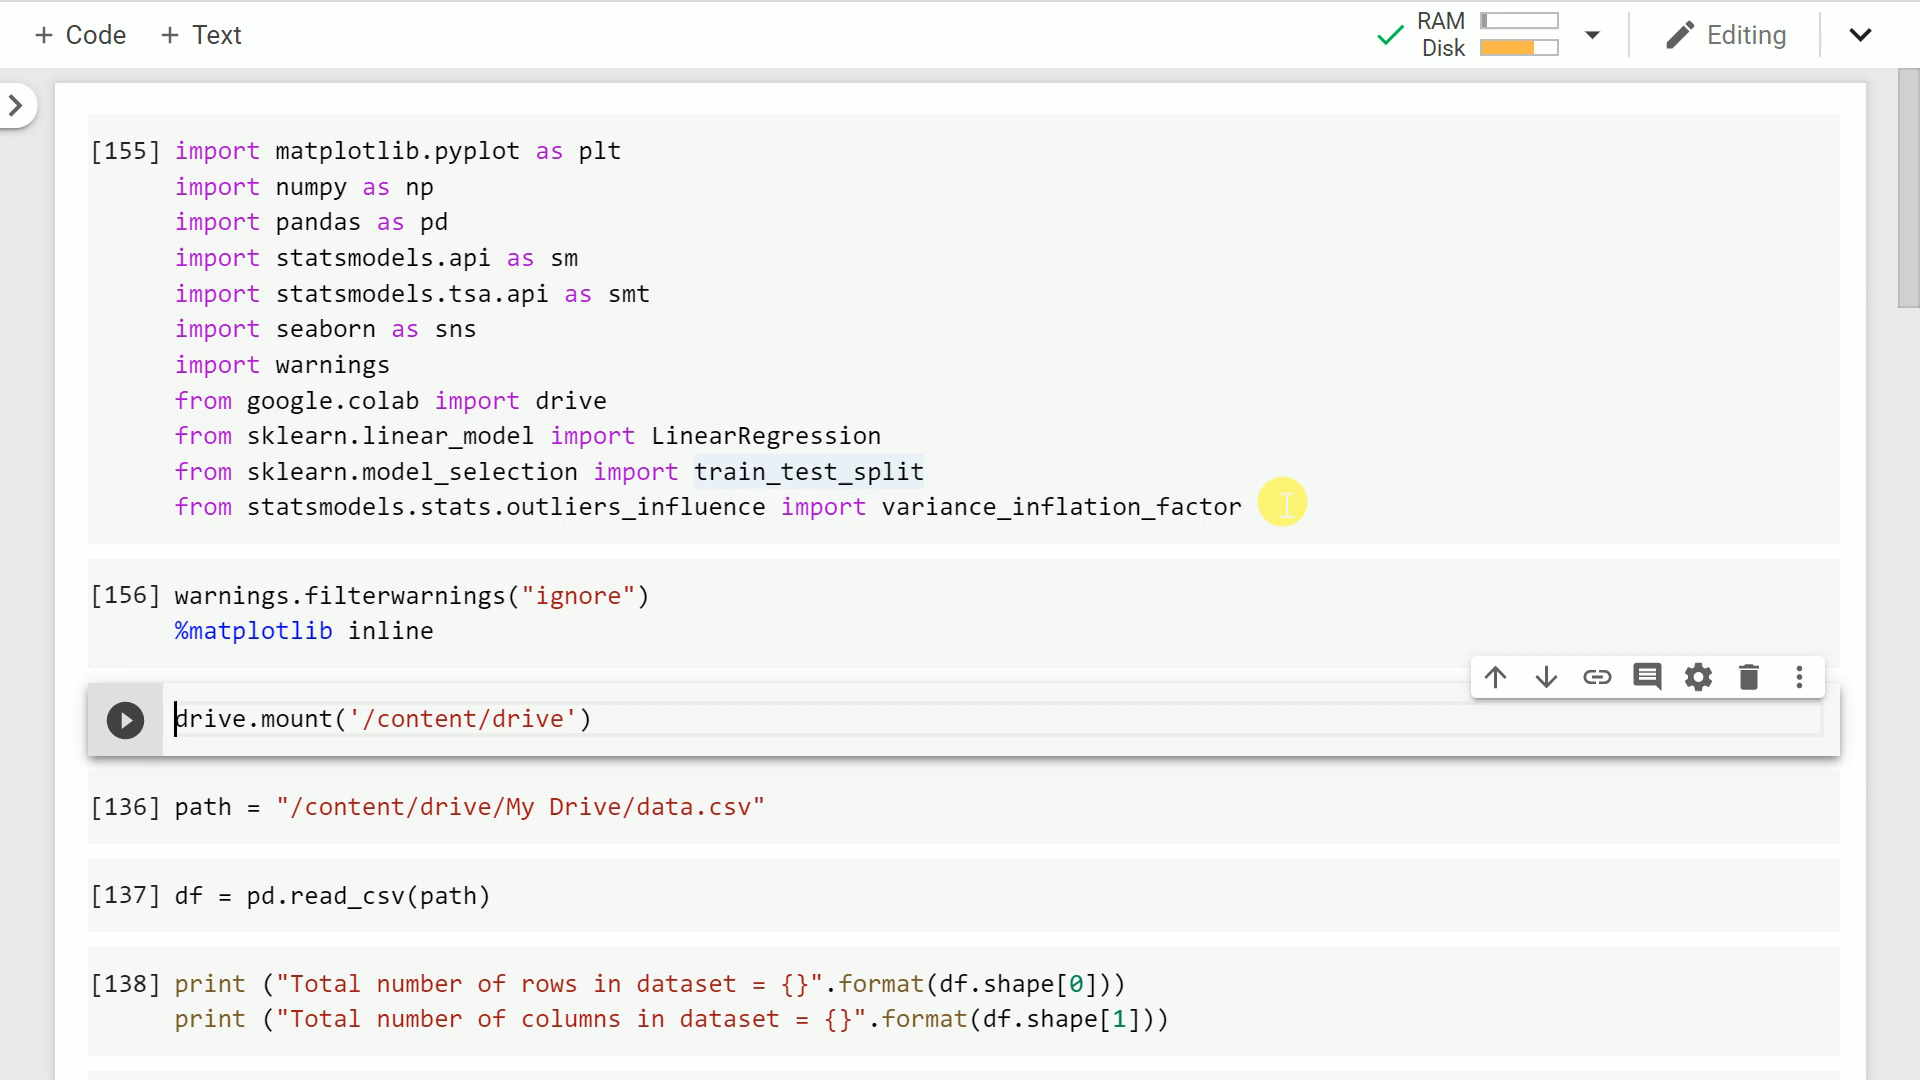 + Code + Text
RAM
Disk
Editing
[155] import matplotlib.pyplot as plt
import numpy as np
import pandas as pd
import statsmodels.api as sm
import statsmodels.tsa.api as smt
import seaborn as sns
import warnings
from google.colab import drive
from sklearn.linear_model import LinearRegression
from sklearn.model_selection import train_test_split
from statsmodels.stats.outliers_influence import variance_inflation_factor
[156] warnings.filterwarnings("ignore")
%matplotlib inline
drive.mount('/content/drive')
[136] path = "/content/drive/My Drive/data.csv"
[137] df = pd.read_csv(path)
[138] print ("Total number of rows in dataset = {}".format(df.shape[0]))
print ("Total number of columns in dataset = {}".format(df.shape[1]))